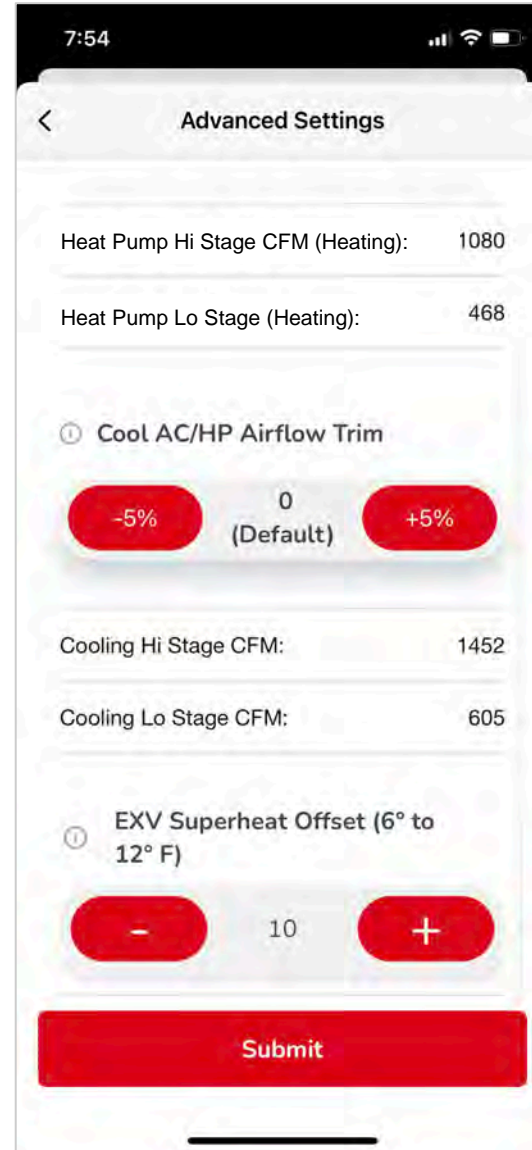 7:54
Advanced Settings
Heat Pump Hi Stage CFM (Heating): 1080
Heat Pump Lo Stage (Heating): 468
Cool AC/HP Airflow Trim
-5% 0 +5%
(Default)
Cooling Hi Stage CFM: 1452
Cooling Lo Stage CFM: 605
EXV Superheat Offset (6° to
12° F)
- 10 +
Submit